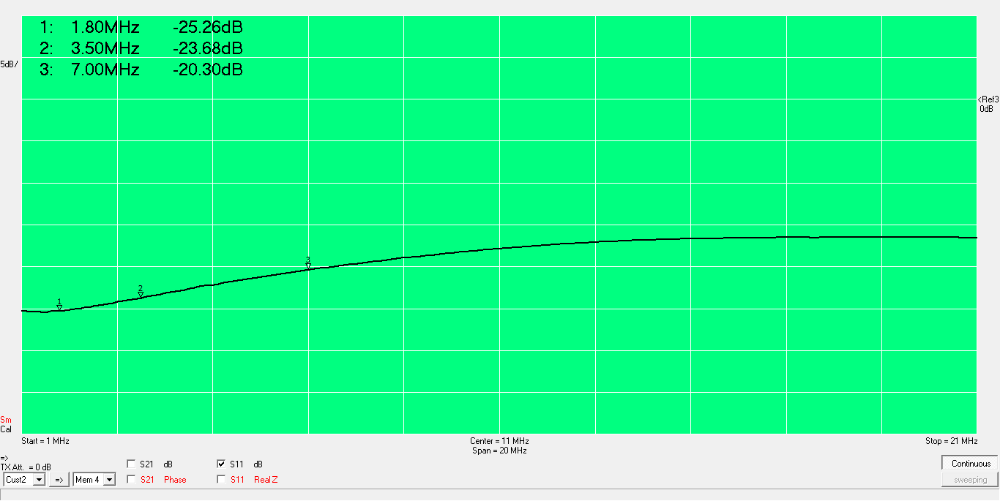 1: 1.80MHz -25.26dB
2: 3.50MHz -23.68dB
3: 7.00MHz -20.30dB
5dB/
<Ref3
0dB
1
2
3
Sm
Cal
Start = 1 MHz
Center = 11 MHz
Stop = 21 MHz
Span = 20 MHz
=>
TX Att. = 0 dB
S21 dB
S11 dB
Continuous
Cust2
=>
Mem 4
S21 Phase
S11 Real Z
sweeping